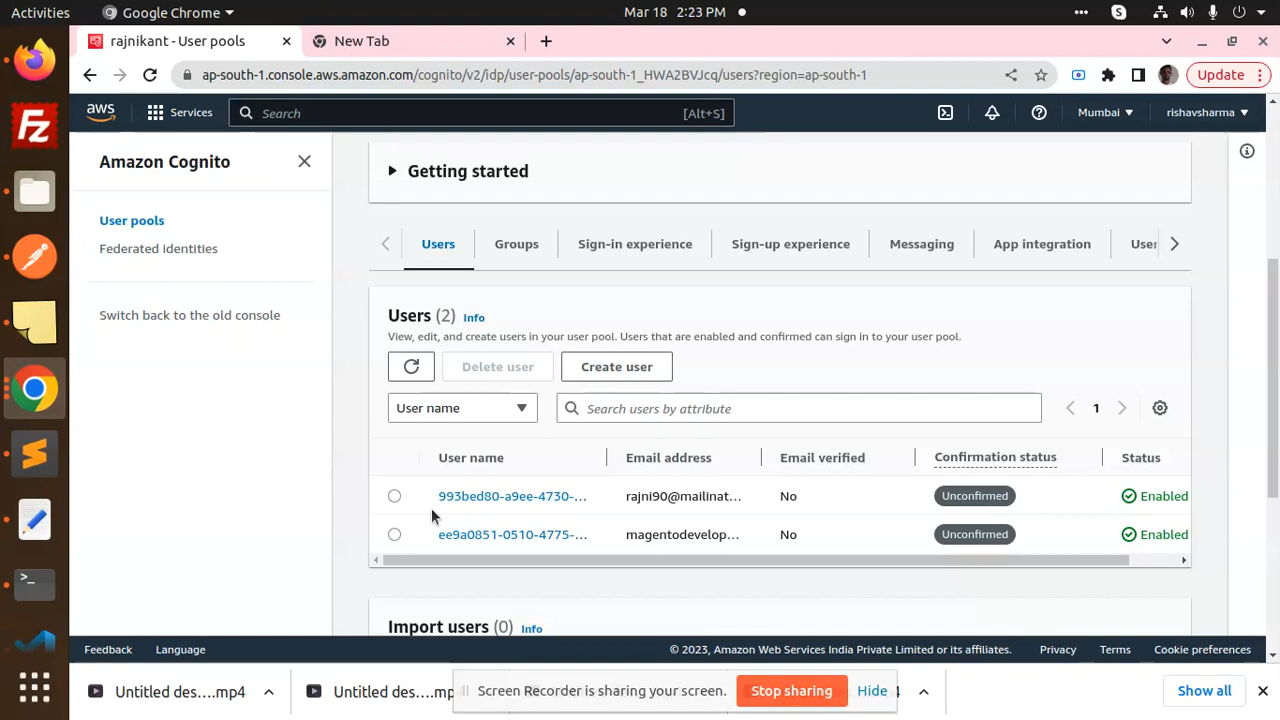 Activities
Google Chrome
Mar 18 2:23 PM
rajnikant - User pools
New Tab
ap-south-1.console.aws.amazon.com/cognito/v2/idp/user-pools/ap-south-1_HWA2BVJcq/users?region=ap-south-1
Update
aws
Services
Search
[Alt+S]
Mumbai
rishavsharma
Amazon Cognito
User pools
Federated identities
Switch back to the old console
Getting started
Users
Groups
Sign-in experience
Sign-up experience
Messaging
App integration
User
Users (2) Info
View, edit, and create users in your user pool. Users that are enabled and confirmed can sign in to your user pool.
Delete user
Create user
User name
Search users by attribute
1
User name
Email address
Email verified
Confirmation status
Status
993bed80-a9ee-4730-...
rajni90@mailinat...
No
Unconfirmed
Enabled
ee9a0851-0510-4775-...
magentodevelop...
No
Unconfirmed
Enabled
Import users (0) Info
Feedback
Language
© 2023, Amazon Web Services India Private Limited or its affiliates.
Privacy
Terms
Cookie preferences
Untitled des....mp4
Untitled des....mp
Screen Recorder is sharing your screen.
Stop sharing
Hide
4
Show all